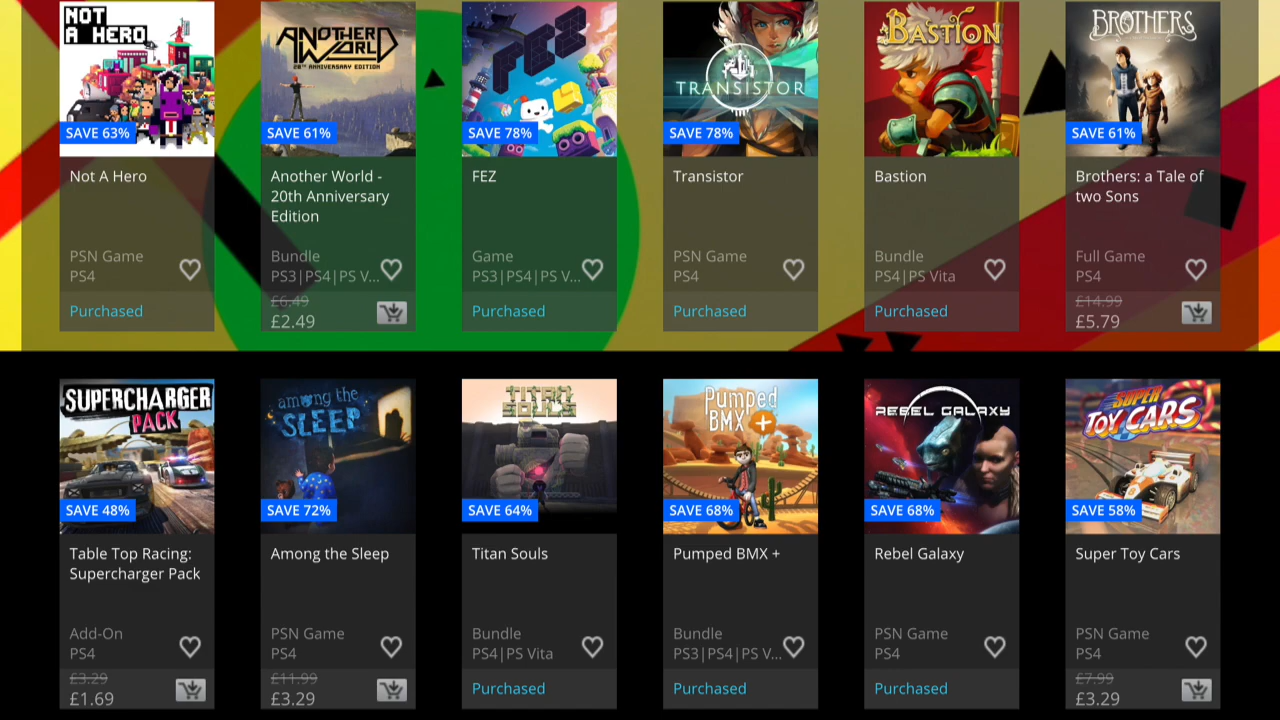 NOT
A HERO
SAVE 63%
Not A Hero
PSN Game
PS4
Purchased
ANOTHER
WORLD
20TH ANNIVERSARY EDITION
SAVE 61%
Another World -
20th Anniversary
Edition
Bundle
PS3|PS4|PS V...
£6.49
£2.49
FEZ
SAVE 78%
FEZ
Game
PS3|PS4|PS V...
Purchased
TRANSISTOR
SAVE 78%
Transistor
PSN Game
PS4
Purchased
BASTION
SAVE 61%
Bastion
Bundle
PS4|PS Vita
Purchased
BROTHERS
SAVE 61%
Brothers: a Tale of
two Sons
Full Game
PS4
£14.99
£5.79
SUPERCHARGER
PACK
SAVE 48%
Table Top Racing:
Supercharger Pack
Add-On
PS4
£3.29
£1.69
among the
SLEEP
SAVE 72%
Among the Sleep
PSN Game
PS4
£11.99
£3.29
TITAN
SOULS
SAVE 64%
Titan Souls
Bundle
PS4|PS Vita
Purchased
Pumped
BMX +
SAVE 68%
Pumped BMX +
Bundle
PS3|PS4|PS V...
Purchased
REBEL GALAXY
SAVE 68%
Rebel Galaxy
PSN Game
PS4
Purchased
SUPER
TOY CARS
SAVE 58%
Super Toy Cars
PSN Game
PS4
£7.99
£3.29